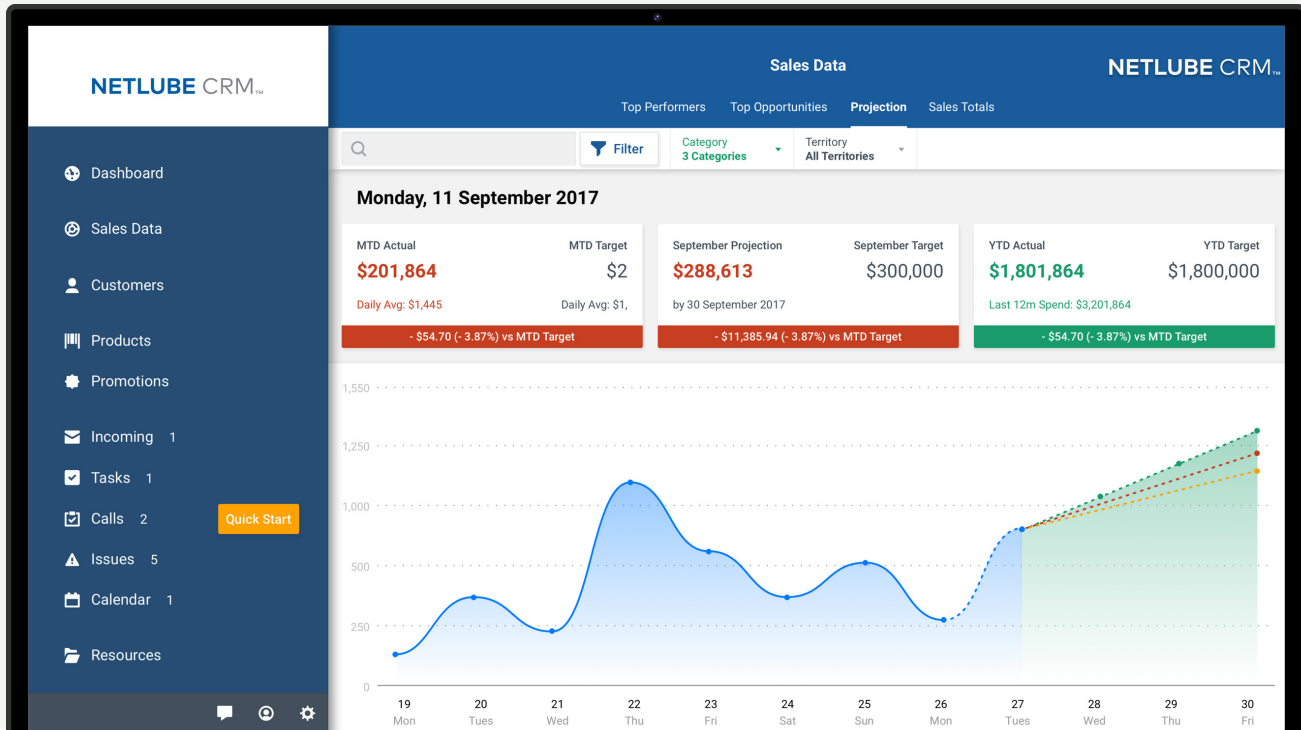 NETLUBE CRM™
Dashboard
Sales Data
Customers
Products
Promotions
Incoming 1
Tasks 1
Calls 2
Quick Start
Issues 5
Calendar 1
Resources
Sales Data
NETLUBE CRM™
Top Performers Top Opportunities Projection Sales Totals
Filter
Category
3 Categories
Territory
All Territories
Monday, 11 September 2017
MTD Actual MTD Target
$201,864 $2
Daily Avg: $1,445 Daily Avg: $1,
- $54.70 (- 3.87%) vs MTD Target
September Projection September Target
$288,613 $300,000
by 30 September 2017
- $11,385.94 (- 3.87%) vs MTD Target
YTD Actual YTD Target
$1,801,864 $1,800,000
Last 12m Spend: $3,201,864
- $54.70 (- 3.87%) vs MTD Target
1,550
1,250
1,000
500
250
0
19 20 21 22 23 24 25 26 27 28 29 30
Mon Tues Wed Thu Fri Sat Sun Mon Tues Wed Thu Fri